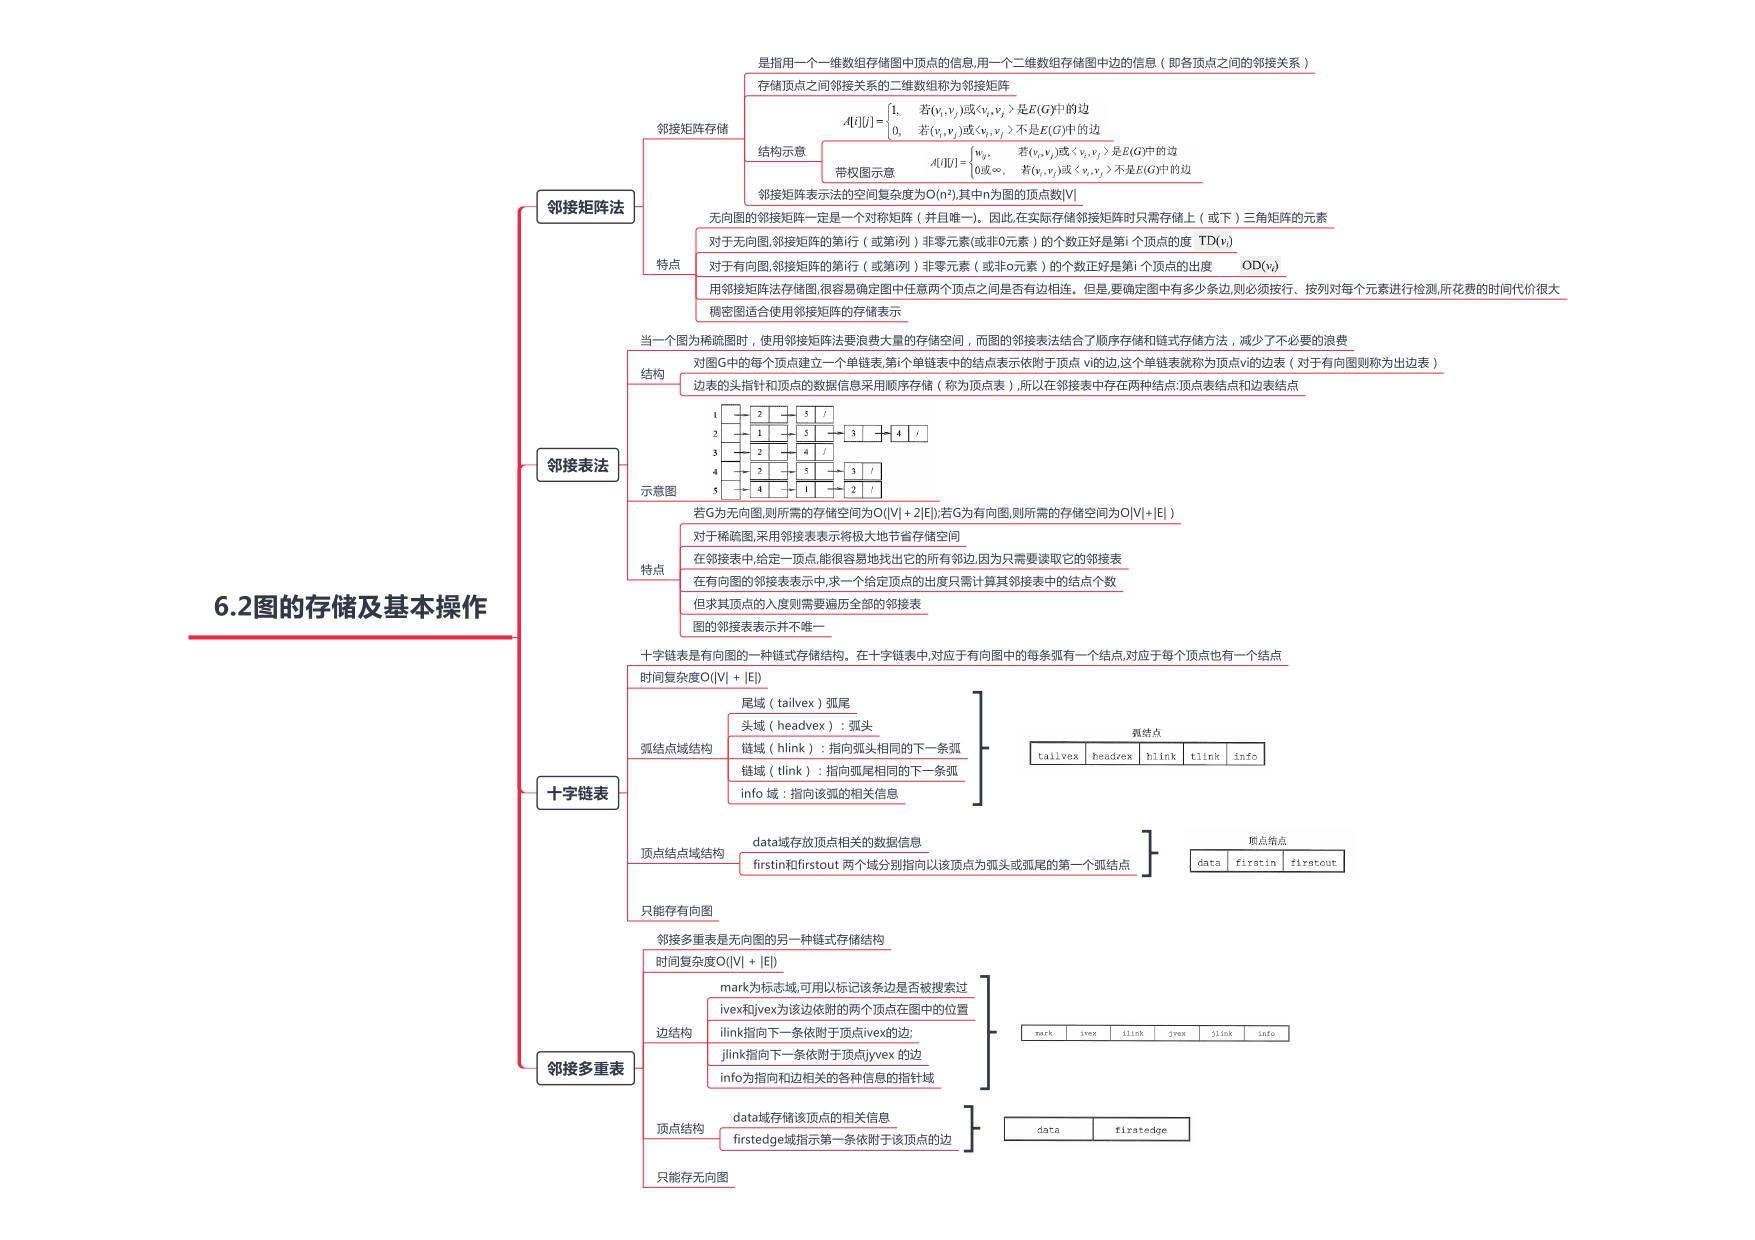 6.2图的存储及基本操作
邻接矩阵法
邻接矩阵存储
是指用一个一维数组存储图中顶点的信息,用一个二维数组存储图中边的信息（即各顶点之间的邻接关系）
存储顶点之间邻接关系的二维数组称为邻接矩阵
结构示意
A[i][j] = {1, 若(vᵢ, vⱼ)或<vᵢ, vⱼ>是E(G)中的边
0, 若(vᵢ, vⱼ)或<vᵢ, vⱼ>不是E(G)中的边
带权图示意
A[i][j] = {wᵢⱼ, 若(vᵢ, vⱼ)或<vᵢ, vⱼ>是E(G)中的边
0或∞, 若(vᵢ, vⱼ)或<vᵢ, vⱼ>不是E(G)中的边
邻接矩阵表示法的空间复杂度为O(n²),其中n为图的顶点数|V|
特点
无向图的邻接矩阵一定是一个对称矩阵（并且唯一)。因此,在实际存储邻接矩阵时只需存储上（或下）三角矩阵的元素
对于无向图,邻接矩阵的第i行（或第i列）非零元素(或非0元素）的个数正好是第i 个顶点的度 TD(vᵢ)
对于有向图,邻接矩阵的第i行（或第i列）非零元素（或非o元素）的个数正好是第i 个顶点的出度 OD(vᵢ)
用邻接矩阵法存储图,很容易确定图中任意两个顶点之间是否有边相连。但是,要确定图中有多少条边,则必须按行、按列对每个元素进行检测,所花费的时间代价很大
稠密图适合使用邻接矩阵的存储表示
邻接表法
当一个图为稀疏图时，使用邻接矩阵法要浪费大量的存储空间，而图的邻接表法结合了顺序存储和链式存储方法，减少了不必要的浪费
结构
对图G中的每个顶点建立一个单链表,第i个单链表中的结点表示依附于顶点 vi的边,这个单链表就称为顶点vi的边表（对于有向图则称为出边表）
边表的头指针和顶点的数据信息采用顺序存储（称为顶点表）,所以在邻接表中存在两种结点:顶点表结点和边表结点
示意图
1 2 5 /
2 1 5 3 4 /
3 2 4 /
4 2 5 3 /
5 4 1 2 /
特点
若G为无向图,则所需的存储空间为O(|V| + 2|E|);若G为有向图,则所需的存储空间为O|V|+|E|）
对于稀疏图,采用邻接表表示将极大地节省存储空间
在邻接表中,给定一顶点,能很容易地找出它的所有邻边,因为只需要读取它的邻接表
在有向图的邻接表表示中,求一个给定顶点的出度只需计算其邻接表中的结点个数
但求其顶点的入度则需要遍历全部的邻接表
图的邻接表表示并不唯一
十字链表
十字链表是有向图的一种链式存储结构。在十字链表中,对应于有向图中的每条弧有一个结点,对应于每个顶点也有一个结点
时间复杂度O(|V| + |E|)
弧结点域结构
尾域（tailvex）弧尾
头域（headvex）：弧头
链域（hlink）：指向弧头相同的下一条弧
链域（tlink）：指向弧尾相同的下一条弧
info 域：指向该弧的相关信息
弧结点
tailvex headvex hlink tlink info
顶点结点域结构
data域存放顶点相关的数据信息
firstin和firstout 两个域分别指向以该顶点为弧头或弧尾的第一个弧结点
顶点结点
data firstin firstout
只能存有向图
邻接多重表
邻接多重表是无向图的另一种链式存储结构
时间复杂度O(|V| + |E|)
边结构
mark为标志域,可用以标记该条边是否被搜索过
ivex和jvex为该边依附的两个顶点在图中的位置
ilink指向下一条依附于顶点ivex的边;
jlink指向下一条依附于顶点jyvex 的边
info为指向和边相关的各种信息的指针域
mark ivex ilink jvex jlink info
顶点结构
data域存储该顶点的相关信息
firstedge域指示第一条依附于该顶点的边
data firstedge
只能存无向图